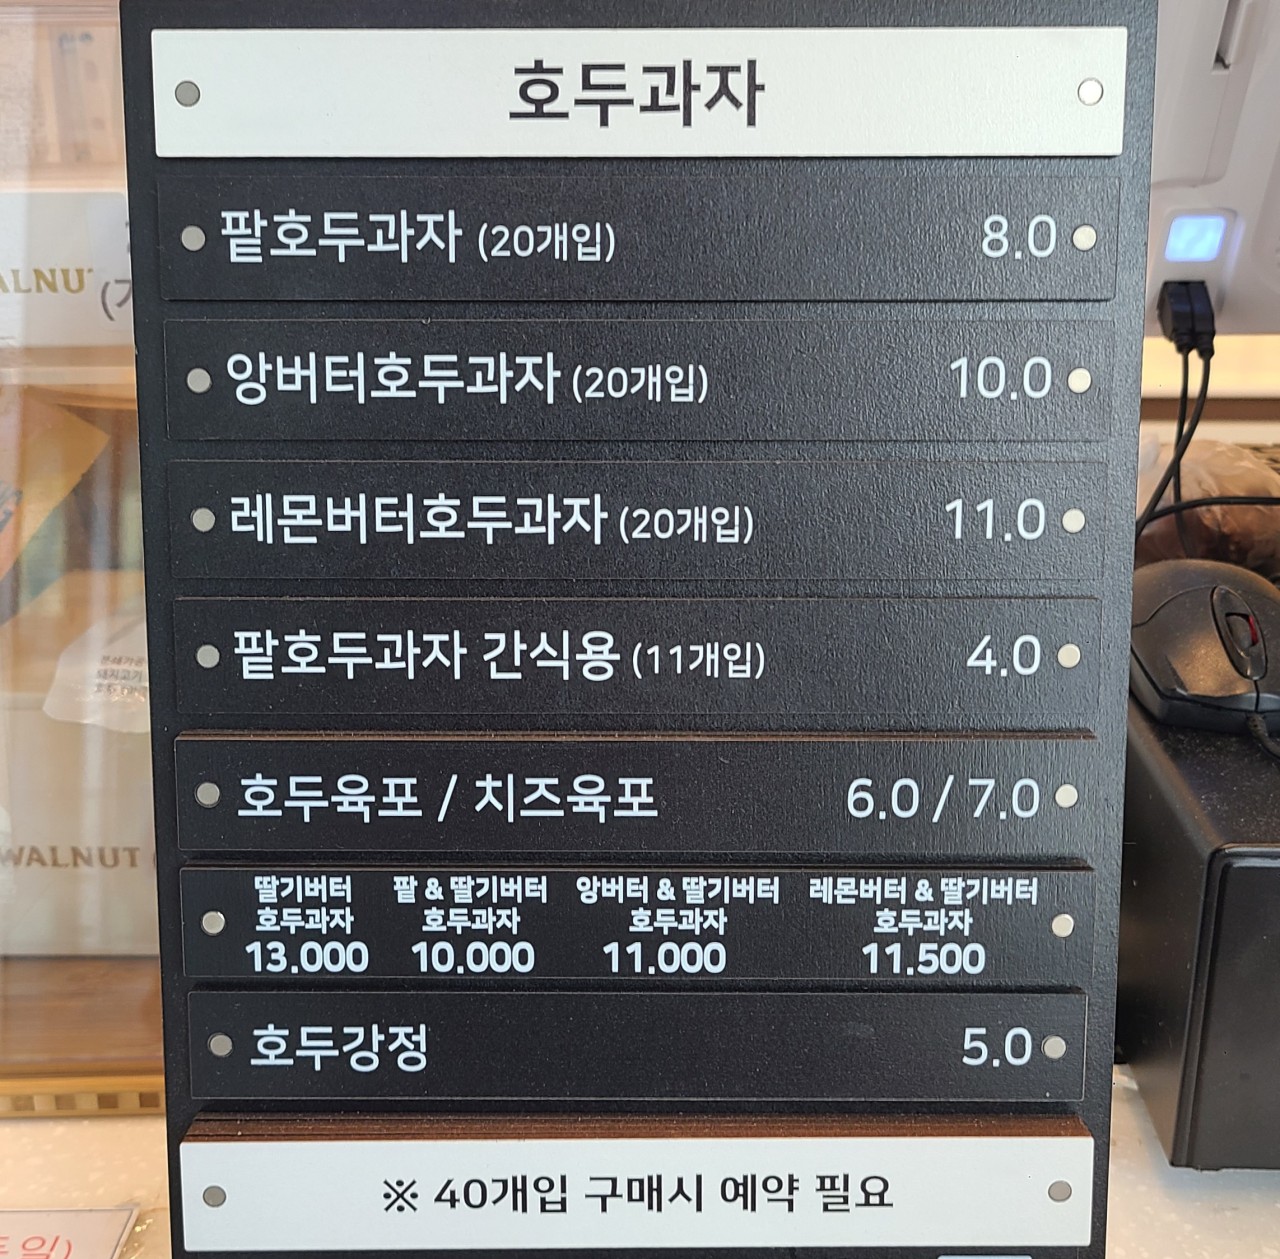 호두과자
팥호두과자 (20개입) 8.0
앙버터호두과자 (20개입) 10.0
레몬버터호두과자 (20개입) 11.0
팥호두과자 간식용 (11개입) 4.0
호두육포 / 치즈육포 6.0 / 7.0
딸기버터 팥 & 딸기버터 앙버터 & 딸기버터 레몬버터 & 딸기버터
호두과자 호두과자 호두과자 호두과자
13.000 10.000 11.000 11.500
호두강정 5.0
※ 40개입 구매시 예약 필요
WALNUT